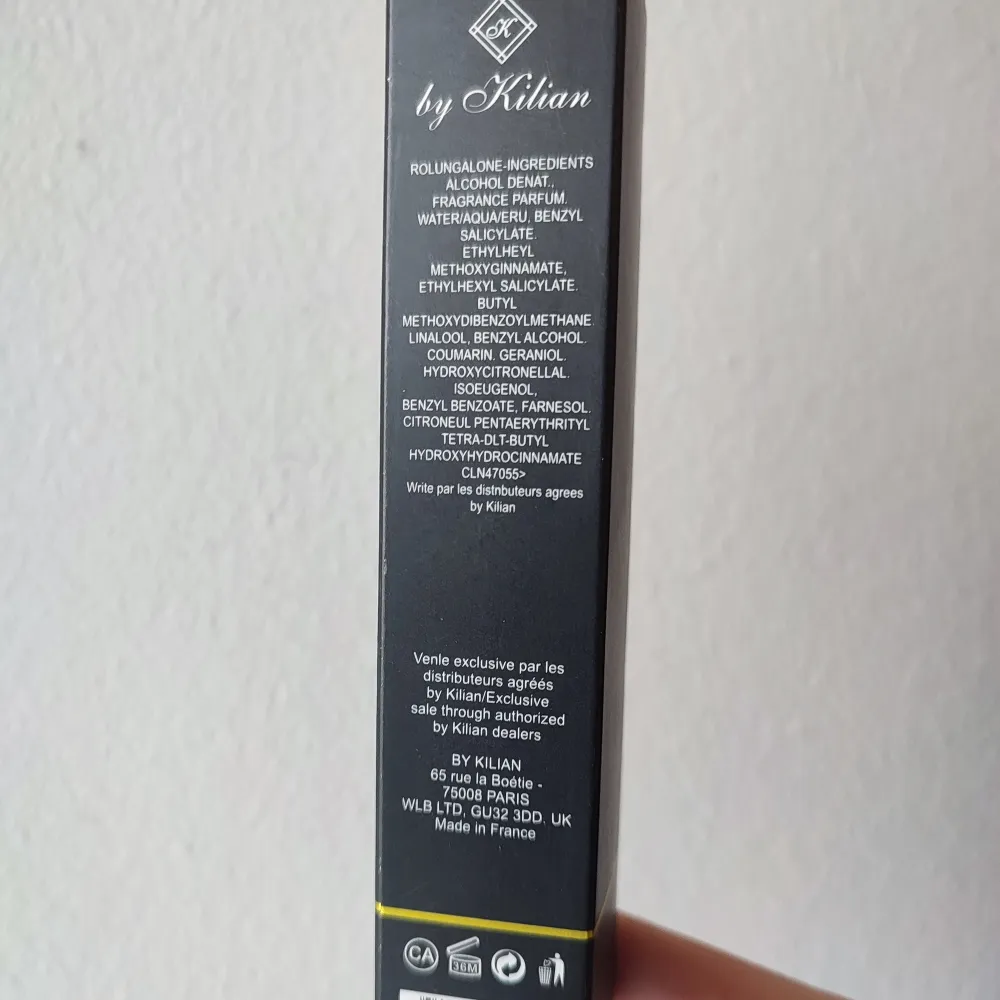 K
by Kilian
ROLUNGALONE-INGREDIENTS
ALCOHOL DENAT.,
FRAGRANCE PARFUM.
WATER/AQUA/ERU, BENZYL
SALICYLATE.
ETHYLHEYL
METHOXYGINNAMATE,
ETHYLHEXYL SALICYLATE.
BUTYL
METHOXYDIBENZOYLMETHANE.
LINALOOL, BENZYL ALCOHOL.
COUMARIN. GERANIOL.
HYDROXYCITRONELLAL.
ISOEUGENOL,
BENZYL BENZOATE, FARNESOL.
CITRONEUL PENTAERYTHRITYL
TETRA-DLT-BUTYL
HYDROXYHYDROCINNAMATE
CLN47055>
Write par les distnbuteurs agrees
by Kilian
Venle exclusive par les
distributeurs agréés
by Kilian/Exclusive
sale through authorized
by Kilian dealers
BY KILIAN
65 rue la Boétie -
75008 PARIS
WLB LTD, GU32 3DD. UK
Made in France
CA
36M